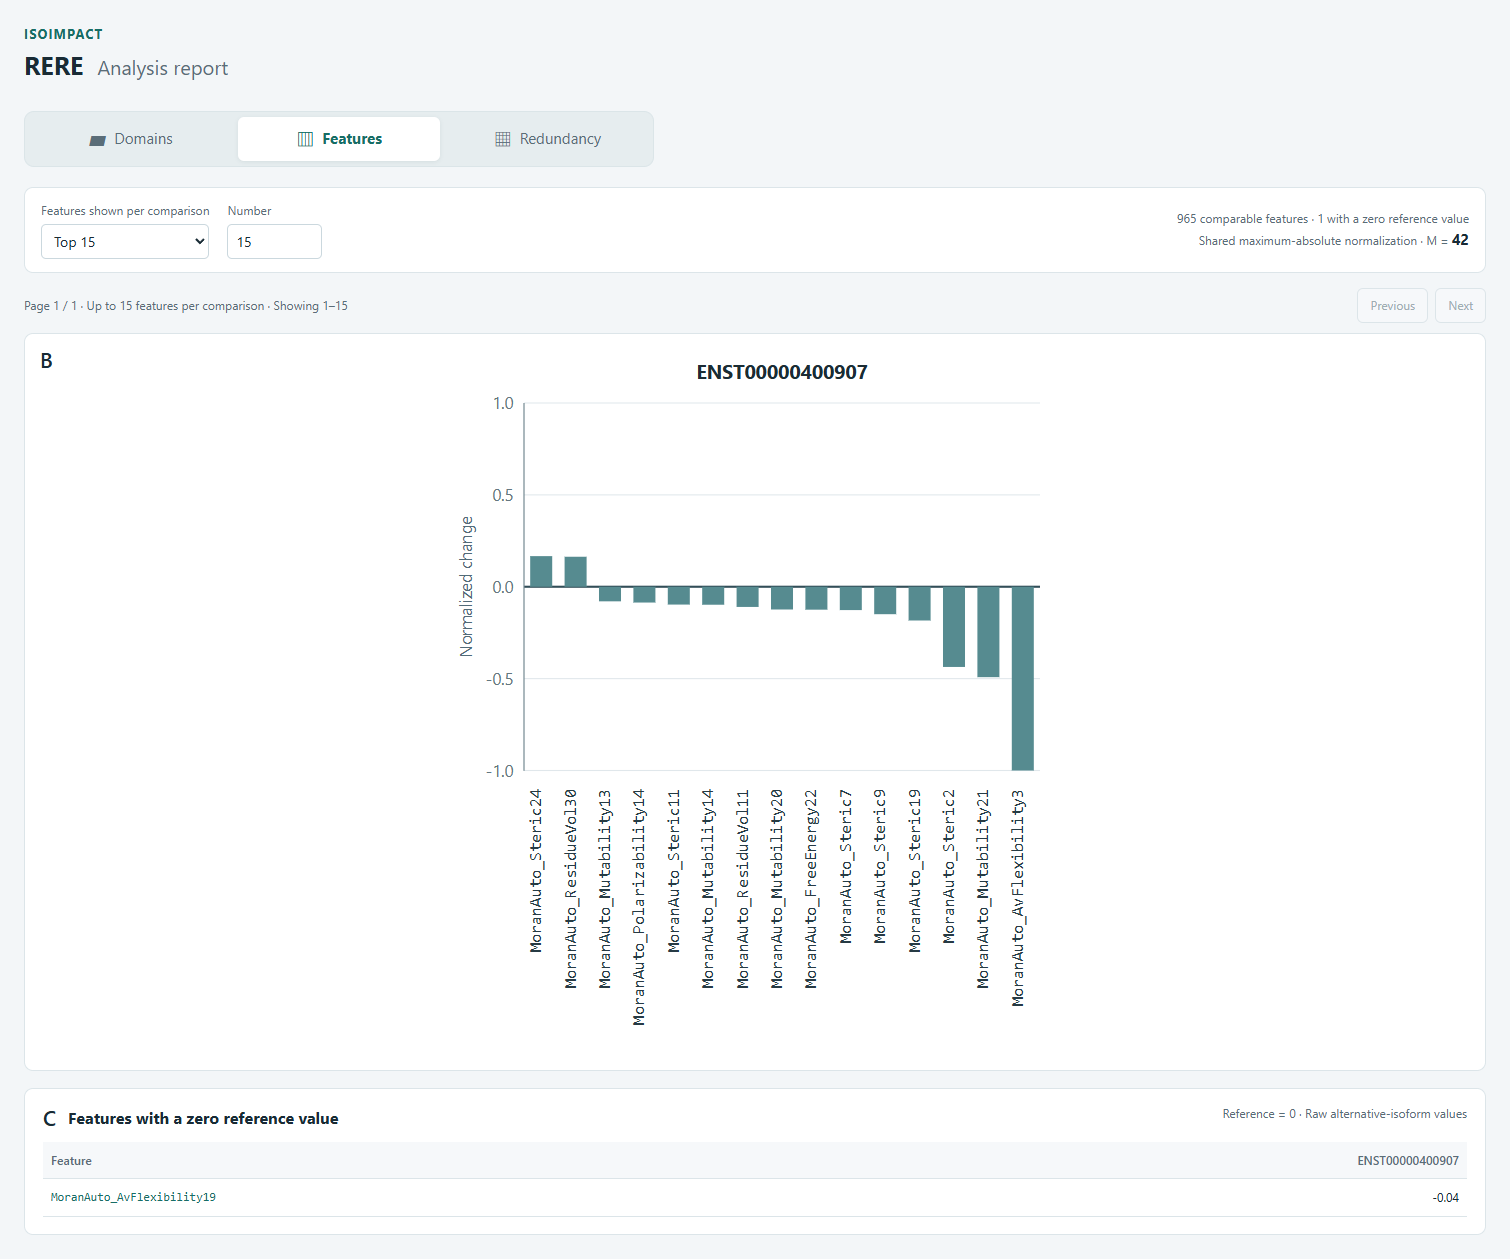 ISOIMPACT
RERE Analysis report
Domains Features Redundancy
Features shown per comparison Number
Top 15 15
965 comparable features · 1 with a zero reference value
Shared maximum-absolute normalization · M = 42
Page 1 / 1 · Up to 15 features per comparison · Showing 1–15
Previous Next
B
ENST00000400907
1.0
0.5
0.0
-0.5
-1.0
Normalized change
MoranAuto_Steric24
MoranAuto_ResidueVol30
MoranAuto_Mutability13
MoranAuto_Polarizability14
MoranAuto_Steric11
MoranAuto_Mutability14
MoranAuto_ResidueVol11
MoranAuto_Mutability20
MoranAuto_FreeEnergy22
MoranAuto_Steric7
MoranAuto_Steric9
MoranAuto_Steric19
MoranAuto_Steric2
MoranAuto_Mutability21
MoranAuto_AvFlexibility3
C Features with a zero reference value
Reference = 0 · Raw alternative-isoform values
Feature ENST00000400907
MoranAuto_AvFlexibility19 -0.04